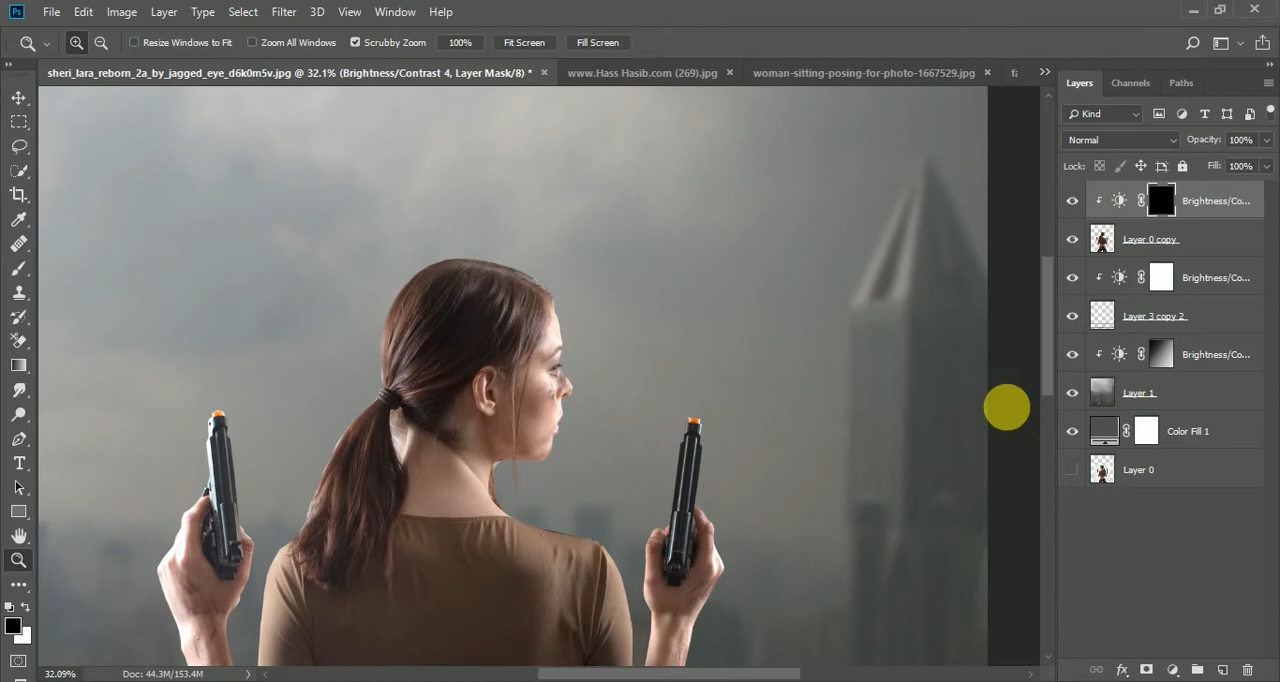 Ps File Edit Image Layer Type Select Filter 3D View Window Help
Resize Windows to Fit Zoom All Windows Scrubby Zoom 100% Fit Screen Fill Screen
sheri_lara_reborn_2a_by_jagged_eye_d6k0m5v.jpg @ 32.1% (Brightness/Contrast 4, Layer Mask/8) * www.Hass Hasib.com (269).jpg woman-sitting-posing-for-photo-1667529.jpg
Layers Channels Paths
Kind
Normal Opacity: 100%
Lock: Fill: 100%
Brightness/Co...
Layer 0 copy
Brightness/Co...
Layer 3 copy 2
Brightness/Co...
Layer 1
Color Fill 1
Layer 0
32.09% Doc: 44.3M/153.4M